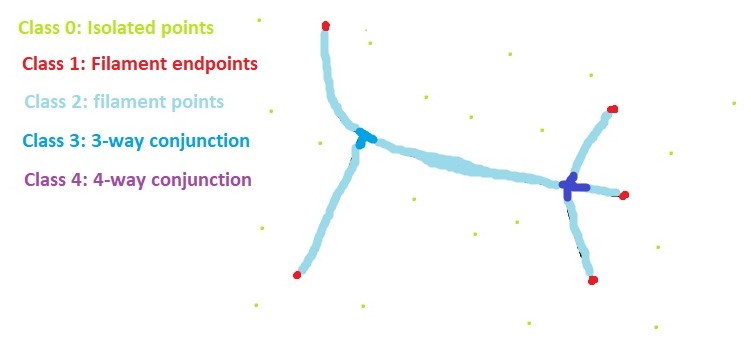 Class 0: Isolated points
Class 1: Filament endpoints
Class 2: filament points
Class 3: 3-way conjunction
Class 4: 4-way conjunction